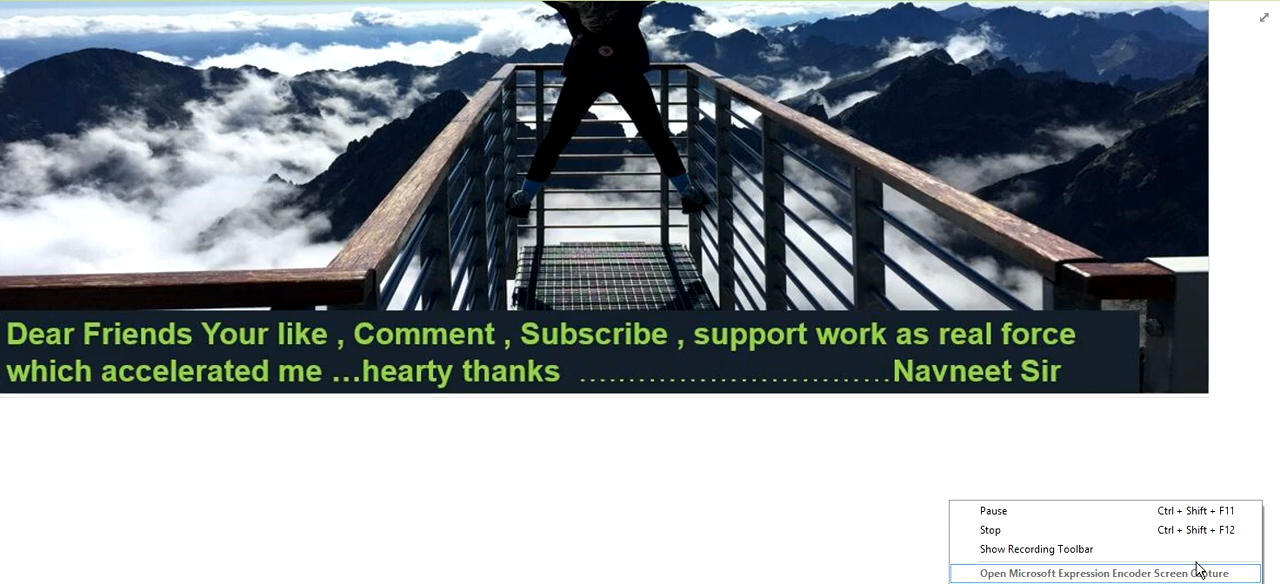 Dear Friends Your like , Comment , Subscribe , support work as real force
which accelerated me ...hearty thanks ................................Navneet Sir
Pause Ctrl + Shift + F11
Stop Ctrl + Shift + F12
Show Recording Toolbar
Open Microsoft Expression Encoder Screen Capture